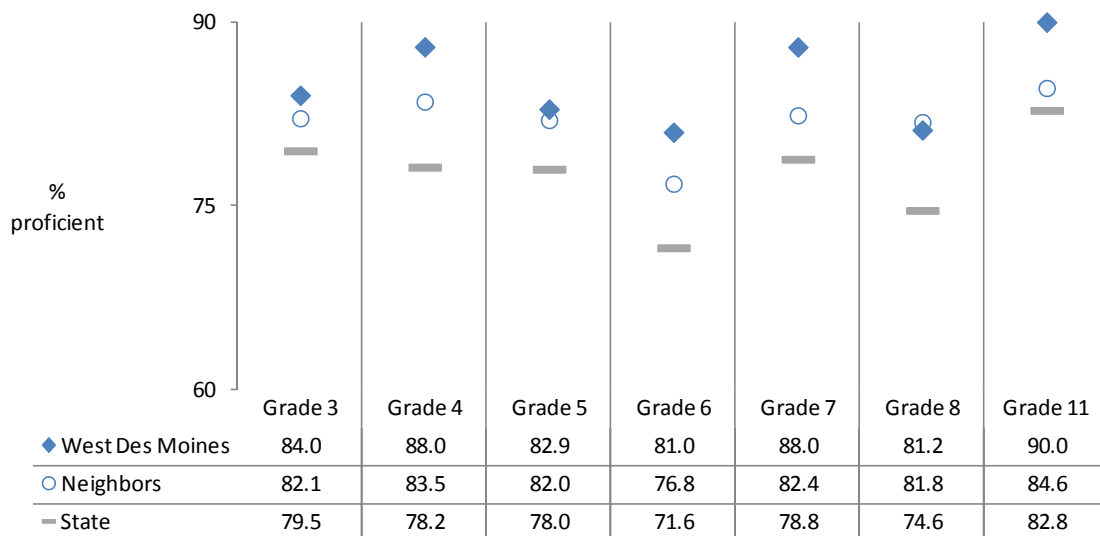 90
75
60
%
proficient
Grade 3 Grade 4 Grade 5 Grade 6 Grade 7 Grade 8 Grade 11
West Des Moines 84.0 88.0 82.9 81.0 88.0 81.2 90.0
Neighbors 82.1 83.5 82.0 76.8 82.4 81.8 84.6
State 79.5 78.2 78.0 71.6 78.8 74.6 82.8